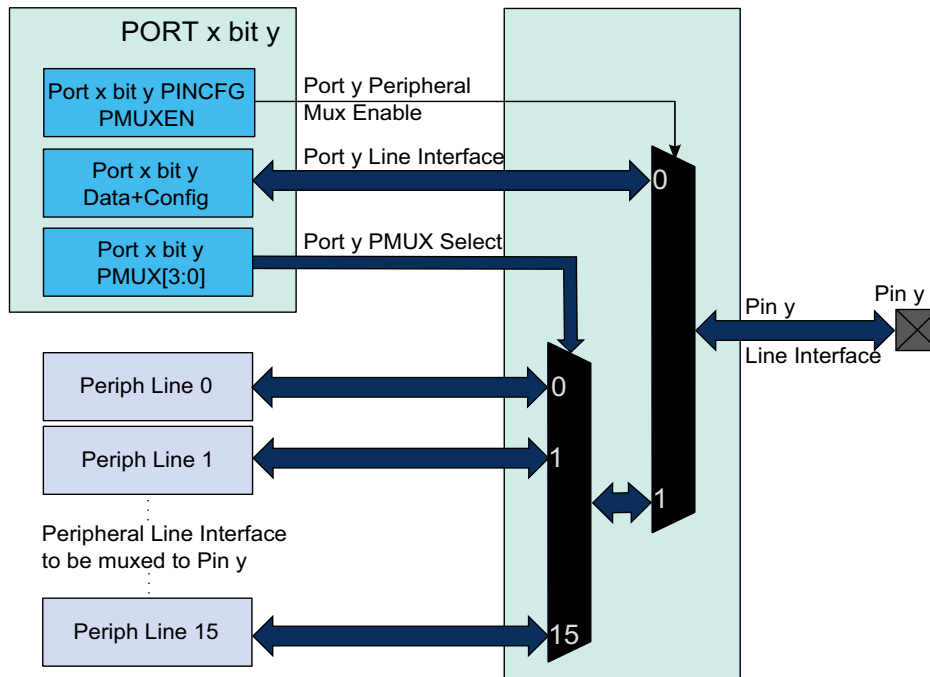 PORT x bit y
Port x bit y PINCFG
PMUXEN
Port y Peripheral
Mux Enable
Port x bit y
Data+Config
Port y Line Interface
0
Port x bit y
PMUX[3:0]
Port y PMUX Select
Pin y
Line Interface
Pin y
Periph Line 0
0
Periph Line 1
1
1
Peripheral Line Interface
to be muxed to Pin y
Periph Line 15
15